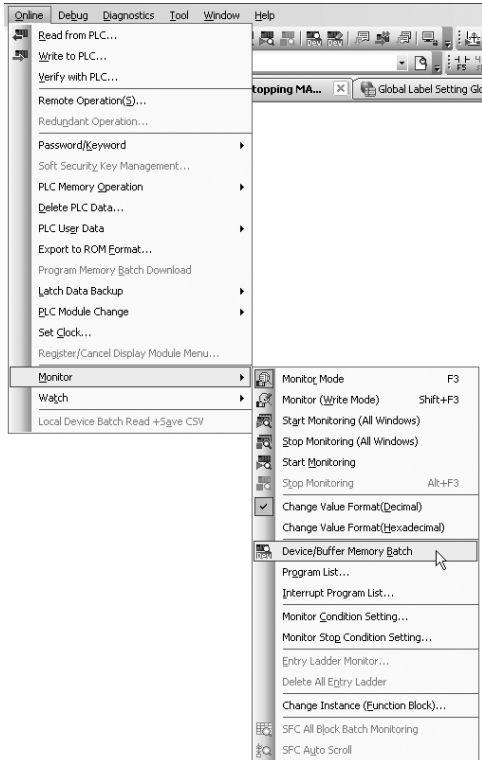 Online Debug Diagnostics Tool Window Help
Read from PLC...
Write to PLC...
Verify with PLC...
topping MA... Global Label Setting Glo
Remote Operation(S)...
Redundant Operation...
Password/Keyword
Soft Security Key Management...
PLC Memory Operation
Delete PLC Data...
PLC User Data
Export to ROM Format...
Program Memory Batch Download
Latch Data Backup
PLC Module Change
Set Clock...
Register/Cancel Display Module Menu...
Monitor
Watch
Local Device Batch Read +Save CSV
Monitor Mode F3
Monitor (Write Mode) Shift+F3
Start Monitoring (All Windows)
Stop Monitoring (All Windows)
Start Monitoring
Stop Monitoring Alt+F3
Change Value Format(Decimal)
Change Value Format(Hexadecimal)
Device/Buffer Memory Batch
Program List...
Interrupt Program List...
Monitor Condition Setting...
Monitor Stop Condition Setting...
Entry Ladder Monitor...
Delete All Entry Ladder
Change Instance (Function Block)...
SFC All Block Batch Monitoring
SFC Auto Scroll